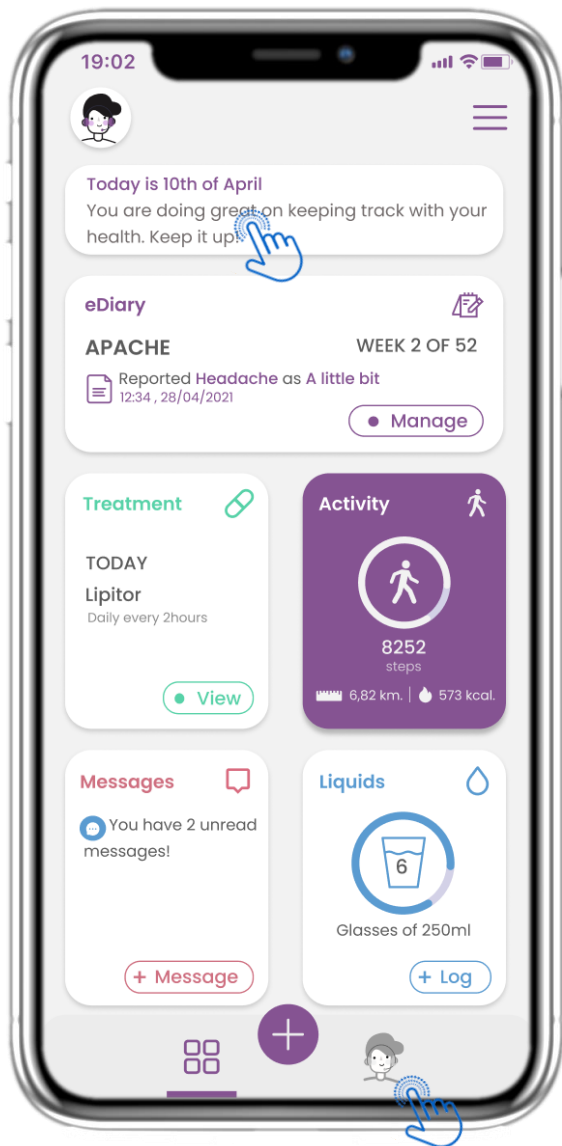 19:02
Today is 10th of April
You are doing great on keeping track with your
health. Keep it up!
eDiary
APACHE
WEEK 2 OF 52
Reported Headache as A little bit
12:34 , 28/04/2021
Manage
Treatment
TODAY
Lipitor
Daily every 2hours
View
Activity
8252
steps
6,82 km. | 573 kcal.
Messages
You have 2 unread
messages!
+ Message
Liquids
6
Glasses of 250ml
+ Log